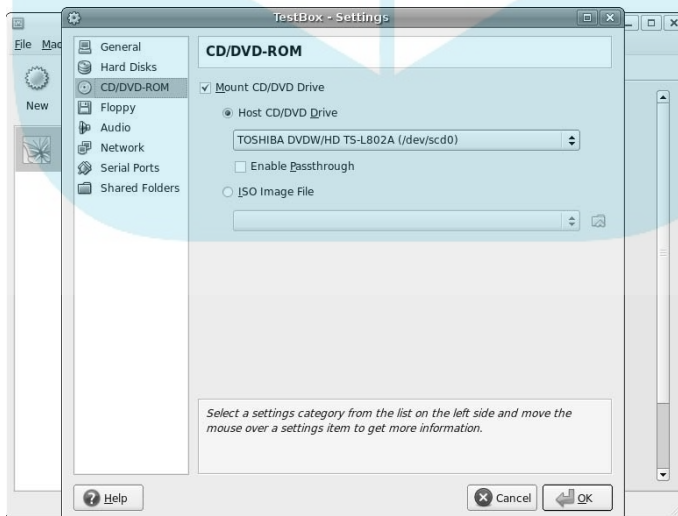 TestBox - Settings
File Mac
New
General
Hard Disks
CD/DVD-ROM
Floppy
Audio
Network
Serial Ports
Shared Folders
CD/DVD-ROM
Mount CD/DVD Drive
Host CD/DVD Drive
TOSHIBA DVDW/HD TS-L802A (/dev/scd0)
Enable Passthrough
ISO Image File
Select a settings category from the list on the left side and move the
mouse over a settings item to get more information.
Help
Cancel
OK